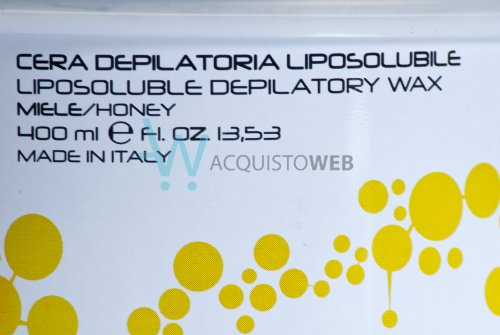 CERA DEPILATORIA LIPOSOLUBILE
LIPOSOLUBLE DEPILATORY WAX
MIELE/HONEY
400 ml ℮ Fl. OZ. 13,53
MADE IN ITALY
ACQUISTOWEB